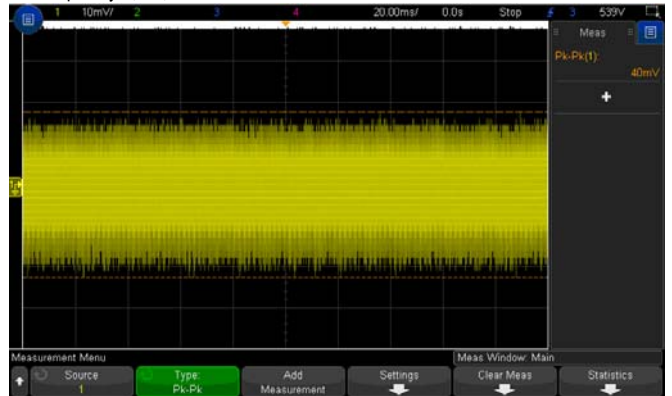 1 10mV/ 2 3 4 20.00ms/ 0.0s Stop 3 539V
Meas
Pk-Pk(1):
40mV
Measurement Menu
Meas Window: Main
Source
1
Type:
Pk-Pk
Add
Measurement
Settings
Clear Meas
Statistics